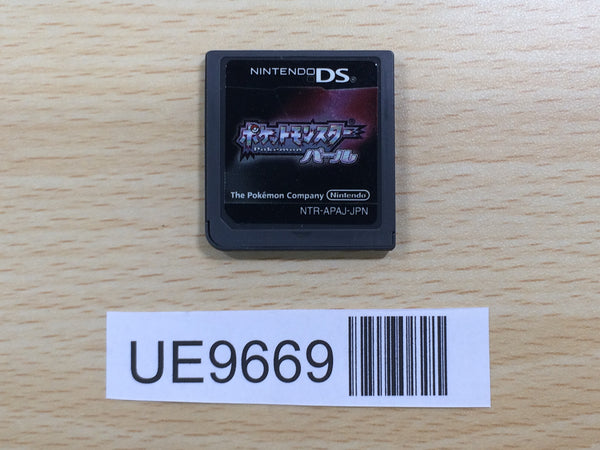 NINTENDO DS
ポケットモンスター
Pokémon
パール
The Pokémon Company Nintendo
NTR-APAJ-JPN
UE9669